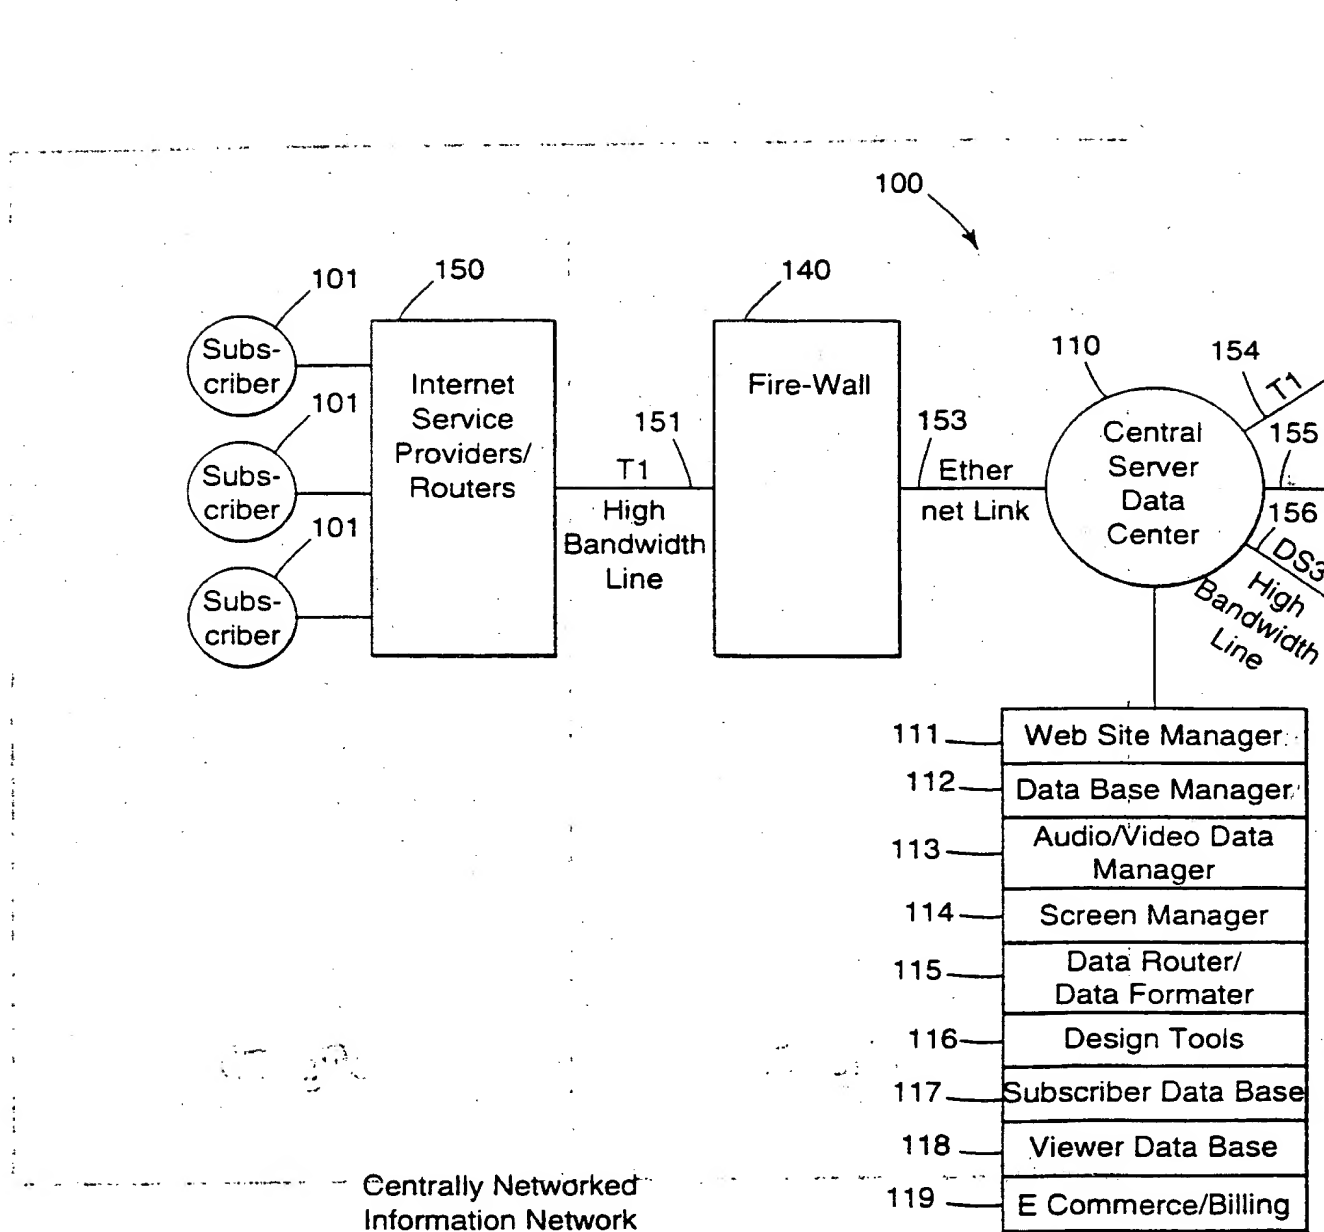 100
101
150
140
Subs-
criber
101
Subs-
criber
101
Subs-
criber
Internet
Service
Providers/
Routers
T1
151
High
Bandwidth
Line
Fire-Wall
153
Ether
net Link
110
Central
Server
Data
Center
154
T1
155
156
DS3
High
Bandwidth
Line
111 Web Site Manager
112 Data Base Manager
113 Audio/Video Data
Manager
114 Screen Manager
115 Data Router/
Data Formater
116 Design Tools
117 Subscriber Data Base
118 Viewer Data Base
119 E Commerce/Billing
Centrally Networked
Information Network